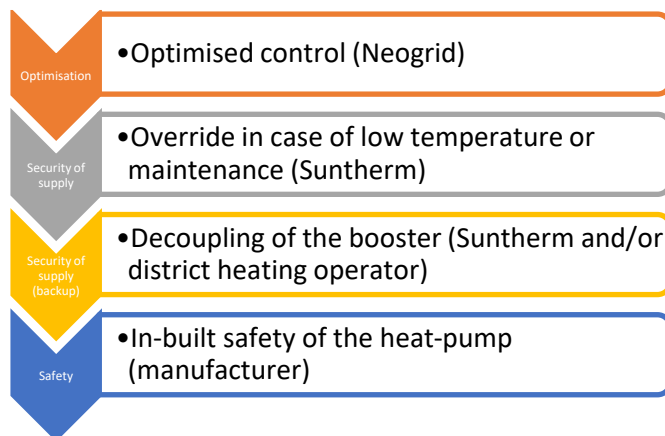 Optimisation
•Optimised control (Neogrid)
Security of
supply
•Override in case of low temperature or
maintenance (Suntherm)
Security of
supply
(backup)
•Decoupling of the booster (Suntherm and/or
district heating operator)
Safety
•In-built safety of the heat-pump
(manufacturer)